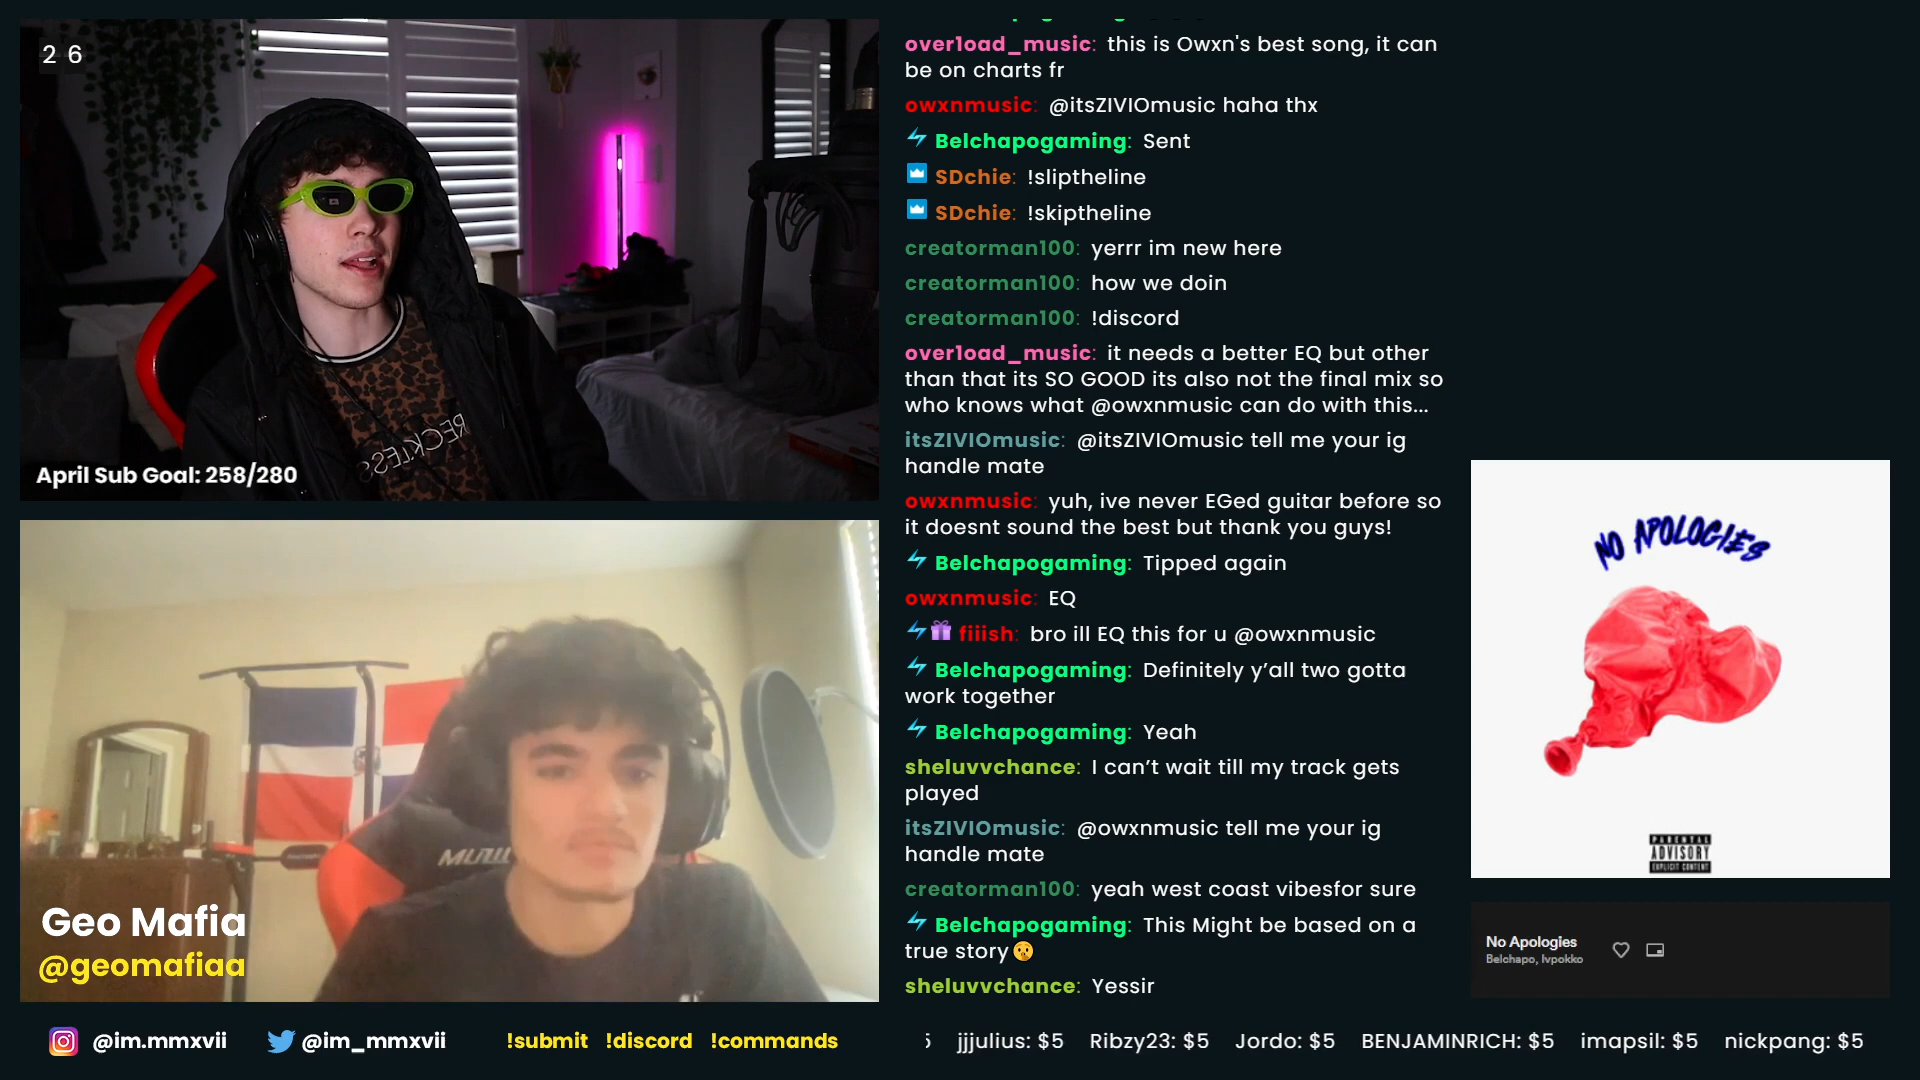 26
RECKLESS
April Sub Goal: 258/280
over1oad_music: this is Owxn's best song, it can
be on charts fr
owxnmusic: @itsZIVIOmusic haha thx
Belchapogaming: Sent
SDchie: !sliptheline
SDchie: !skiptheline
creatorman100: yerrr im new here
creatorman100: how we doin
creatorman100: !discord
over1oad_music: it needs a better EQ but other
than that its SO GOOD its also not the final mix so
who knows what @owxnmusic can do with this...
itsZIVIOmusic: @itsZIVIOmusic tell me your ig
handle mate
owxnmusic: yuh, ive never EGed guitar before so
it doesnt sound the best but thank you guys!
Belchapogaming: Tipped again
owxnmusic: EQ
fiiish: bro ill EQ this for u @owxnmusic
Belchapogaming: Definitely y’all two gotta
work together
Belchapogaming: Yeah
sheluvvchance: I can’t wait till my track gets
played
itsZIVIOmusic: @owxnmusic tell me your ig
handle mate
creatorman100: yeah west coast vibesfor sure
Belchapogaming: This Might be based on a
true story
sheluvvchance: Yessir
NO APOLOGIES
PARENTAL
ADVISORY
EXPLICIT CONTENT
No Apologies
Belchapo, lvpokko
Geo Mafia
@geomafiaa
@im.mmxvii @im_mmxvii !submit !discord !commands
jjjulius: $5 Ribzy23: $5 Jordo: $5 BENJAMINRICH: $5 imapsil: $5 nickpang: $5